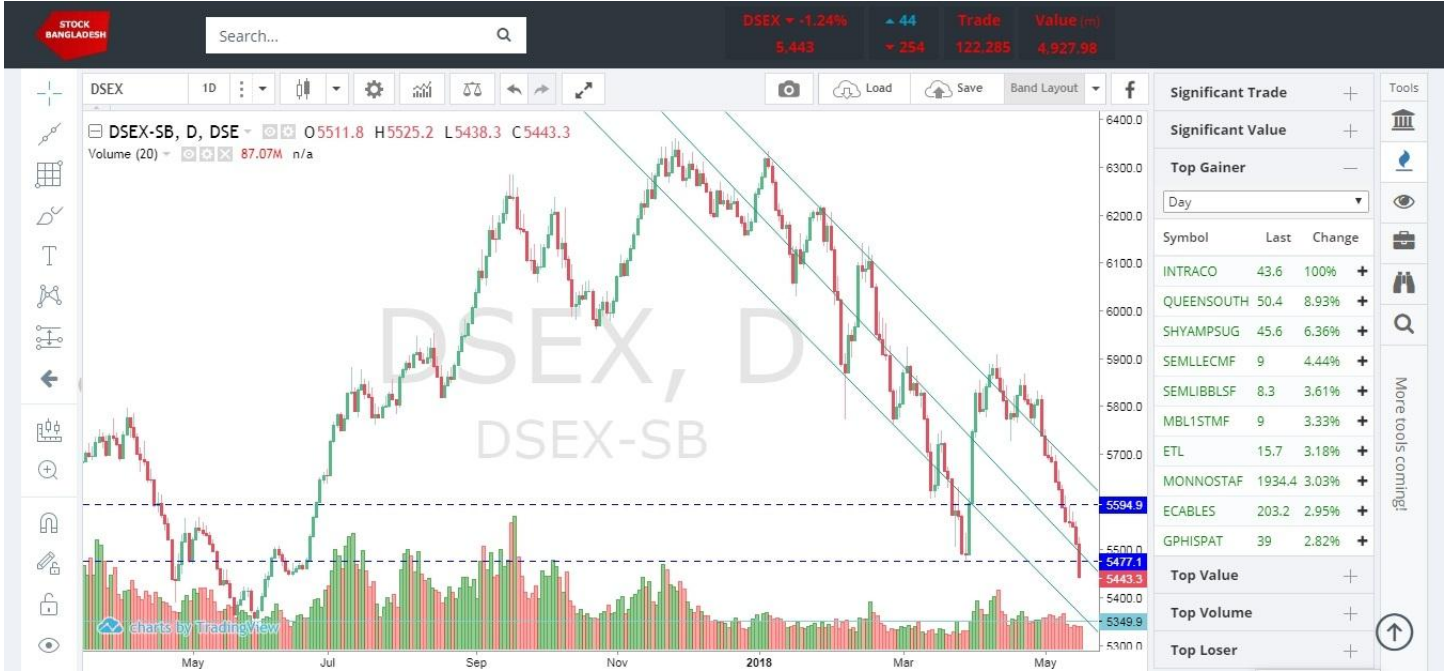 STOCK
BANGLADESH
Search...
DSEX -1.24% 44 Trade Value(m)
5,443 254 122,285 4,927.98
DSEX 1D Load Save Band Layout f
DSEX-SB, D, DSE O5511.8 H5525.2 L5438.3 C5443.3
Volume (20) 87.07M n/a
T
DSEX, D
DSEX-SB
charts by TradingView
6400.0
6300.0
6200.0
6100.0
6000.0
5900.0
5800.0
5700.0
5594.9
5500.0
5477.1
5443.3
5400.0
5349.9
5300.0
May Jul Sep Nov 2018 Mar May
Significant Trade
Significant Value
Top Gainer
Day
Symbol Last Change
INTRACO 43.6 100% +
QUEENSOUTH 50.4 8.93% +
SHYAMPSUG 45.6 6.36% +
SEMLLECMF 9 4.44% +
SEMLIBBLSF 8.3 3.61% +
MBL1STMF 9 3.33% +
ETL 15.7 3.18% +
MONNOSTAF 1934.4 3.03% +
ECABLES 203.2 2.95% +
GPHISPAT 39 2.82% +
Top Value
Top Volume
Top Loser
Tools
More tools coming!